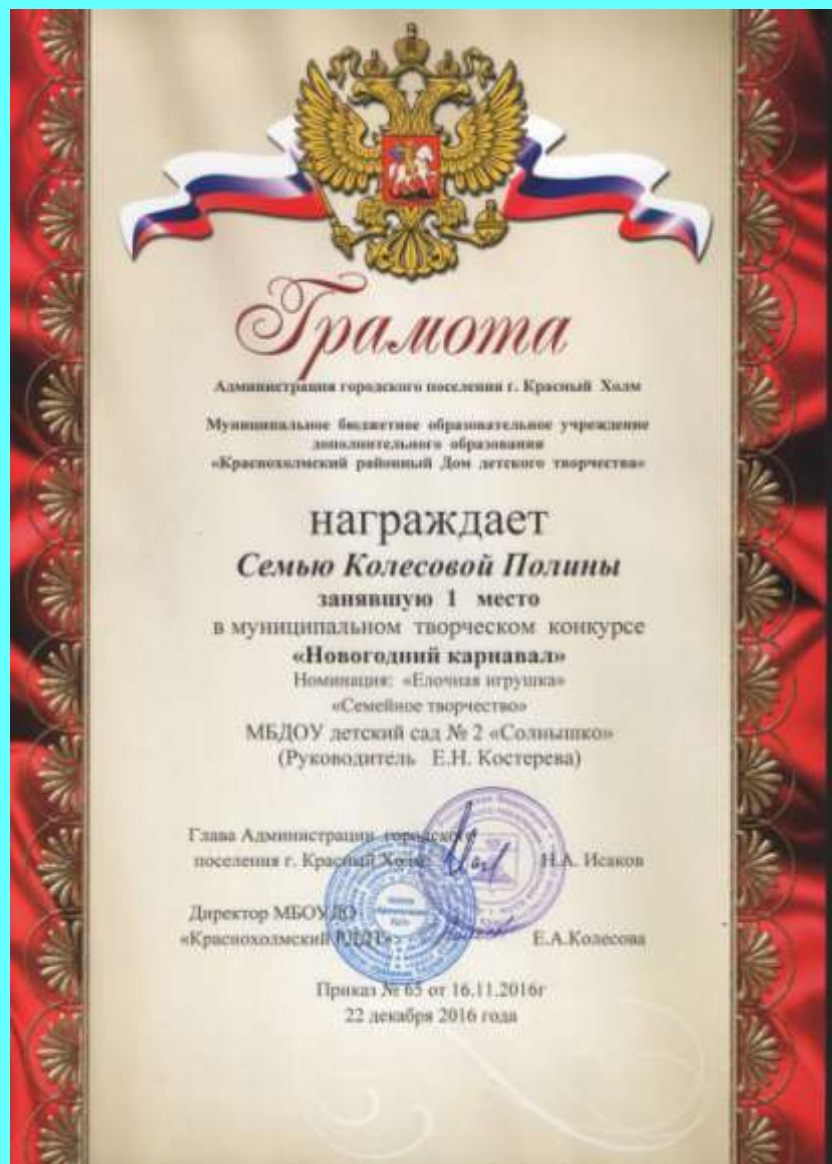 Грамота
Администрация городского поселения г. Красный Холм
Муниципальное бюджетное образовательное учреждение
дополнительного образования
«Краснохолмский районный Дом детского творчества»
награждает
Семью Колесовой Полины
занявшую 1 место
в муниципальном творческом конкурсе
«Новогодний карнавал»
Номинация: «Елочная игрушка»
«Семейное творчество»
МБДОУ детский сад № 2 «Солнышко»
(Руководитель Е.Н. Костерева)
Глава Администрации городского
поселения г. Красный Холм Н.А. Исаков
Директор МБОУ ДО
«Краснохолмский РДДТ» Е.А.Колесова
Приказ № 65 от 16.11.2016г
22 декабря 2016 года